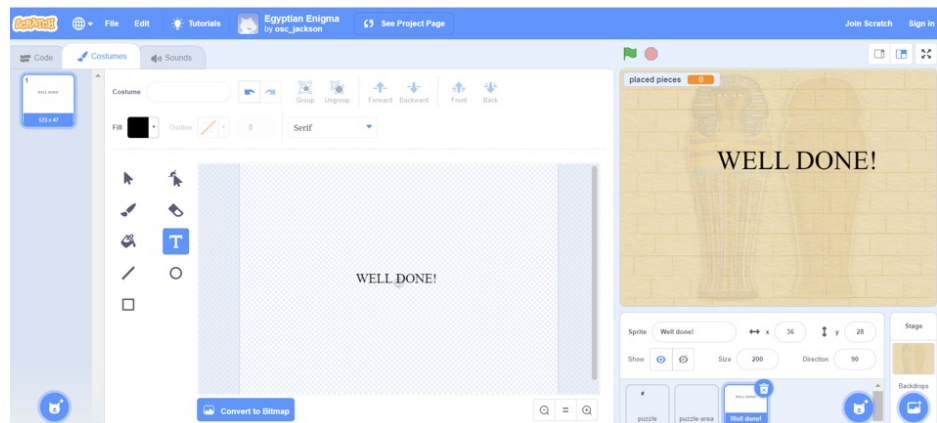 SCRATCH File Edit Tutorials Egyptian Enigma by osc_jackson See Project Page Join Scratch Sign in
Code Costumes Sounds
1
WELL DONE!
123 x 47
Costume Group Ungroup Forward Backward Front Back
Fill Outline 0 Serif
placed pieces 0
WELL DONE!
WELL DONE!
Convert to Bitmap
Sprite Well done! x 36 y 28
Show Size 200 Direction 90
Stage
Backdrops
puzzle puzzle-area Well done!